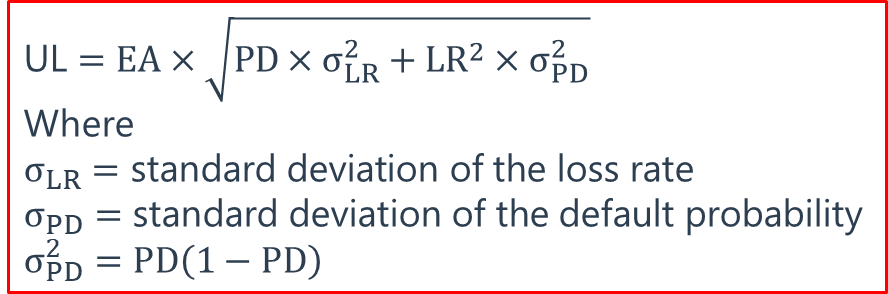 UL = EA × √(PD × σ²_LR + LR² × σ²_PD)
Where
σ_LR = standard deviation of the loss rate
σ_PD = standard deviation of the default probability
σ²_PD = PD(1 − PD)